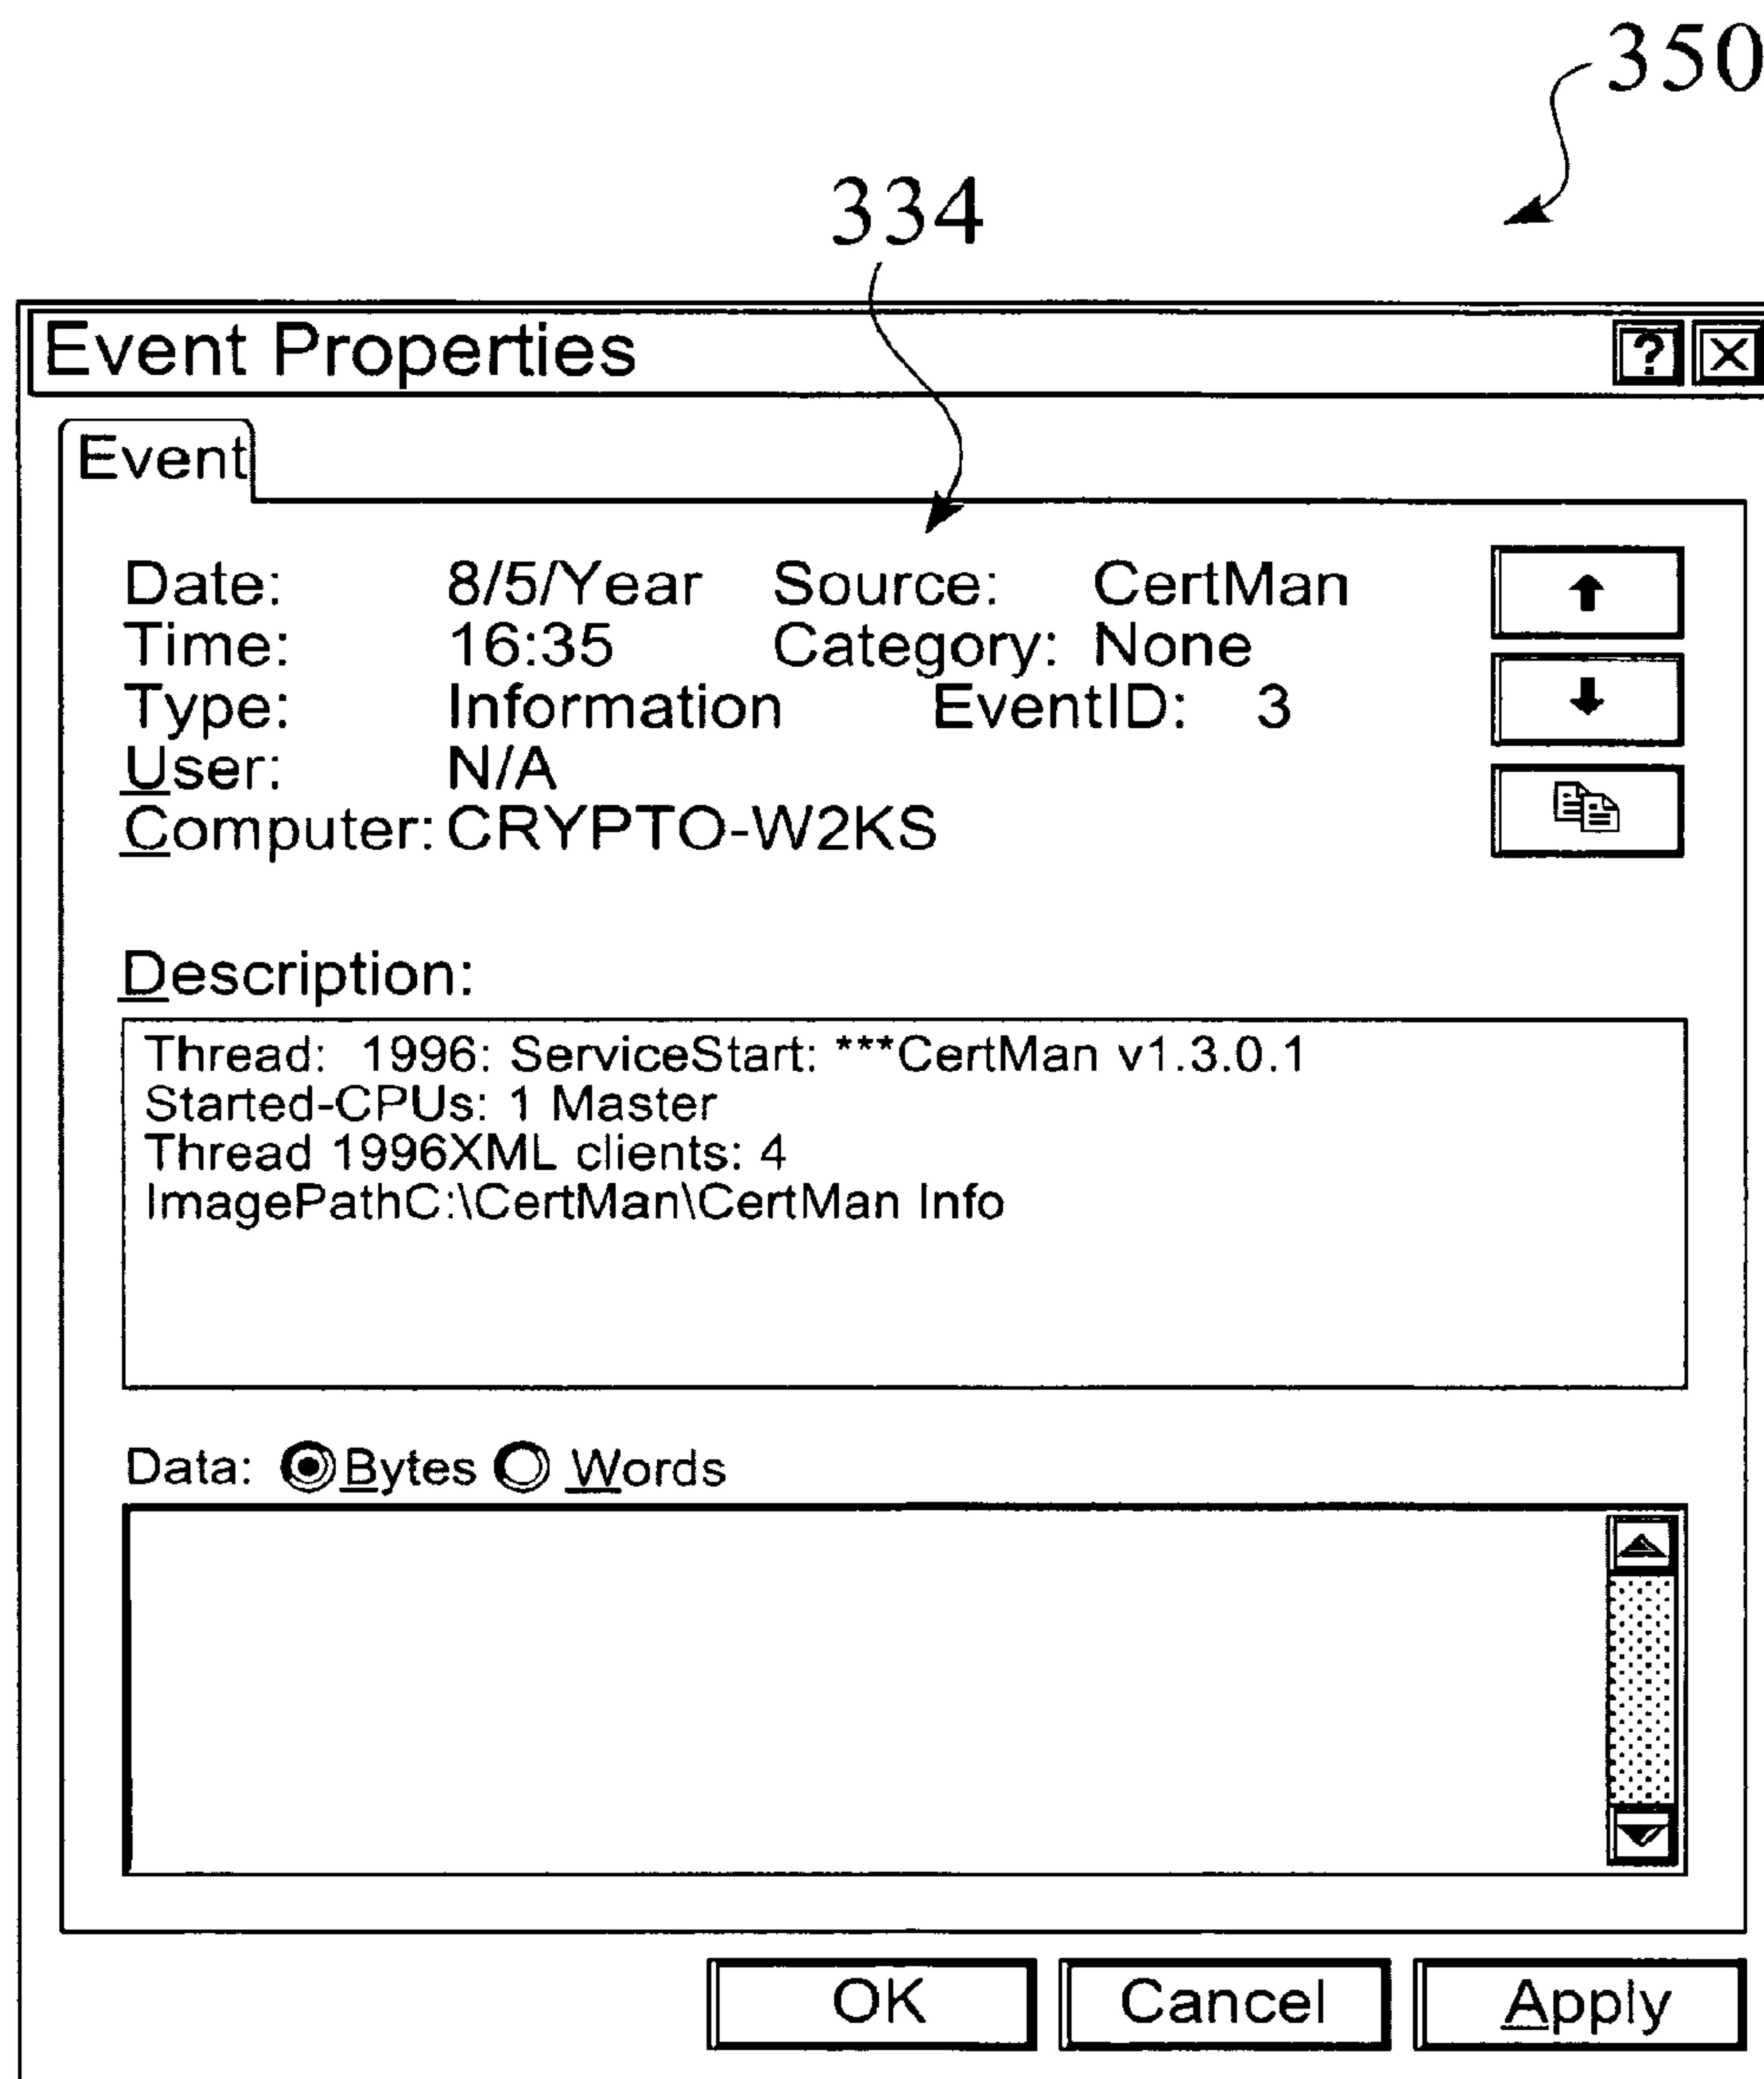 350
334
Event Properties
? X
Event
Date: 8/5/Year Source: CertMan
Time: 16:35 Category: None
Type: Information EventID: 3
User: N/A
Computer: CRYPTO-W2KS
Description:
Thread: 1996: ServiceStart: ***CertMan v1.3.0.1
Started-CPUs: 1 Master
Thread 1996XML clients: 4
ImagePathC:\CertMan\CertMan Info
Data: Bytes Words
OK Cancel Apply